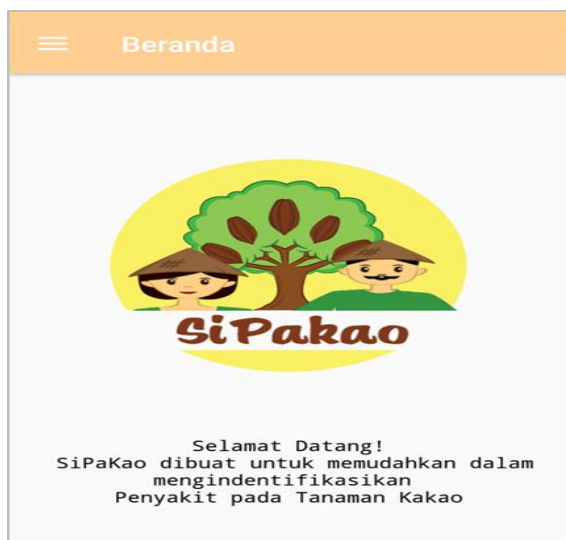 Beranda
SiPakao
Selamat Datang!
SiPaKao dibuat untuk memudahkan dalam
mengindentifikasikan
Penyakit pada Tanaman Kakao